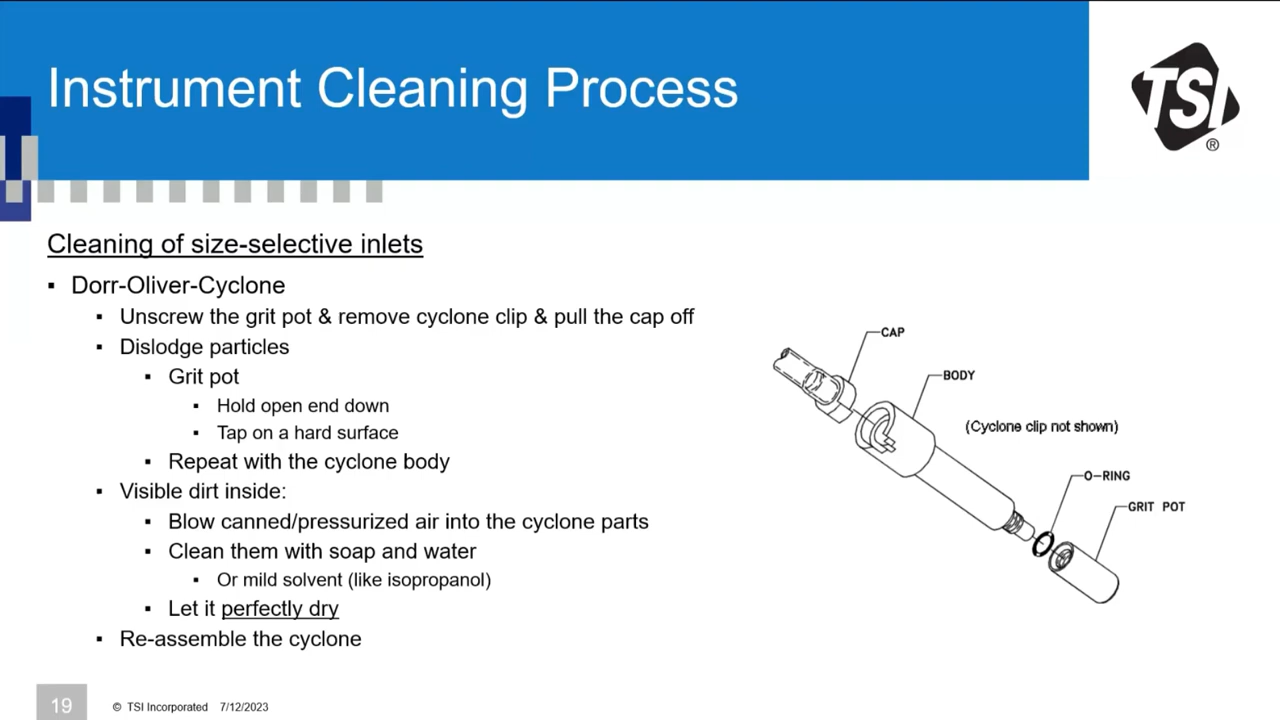 Instrument Cleaning Process
TSI
®
Cleaning of size-selective inlets
▪ Dorr-Oliver-Cyclone
▪ Unscrew the grit pot & remove cyclone clip & pull the cap off
▪ Dislodge particles
▪ Grit pot
▪ Hold open end down
▪ Tap on a hard surface
▪ Repeat with the cyclone body
▪ Visible dirt inside:
▪ Blow canned/pressurized air into the cyclone parts
▪ Clean them with soap and water
▪ Or mild solvent (like isopropanol)
▪ Let it perfectly dry
▪ Re-assemble the cyclone
CAP
BODY
(Cyclone clip not shown)
O-RING
GRIT POT
19
© TSI Incorporated 7/12/2023